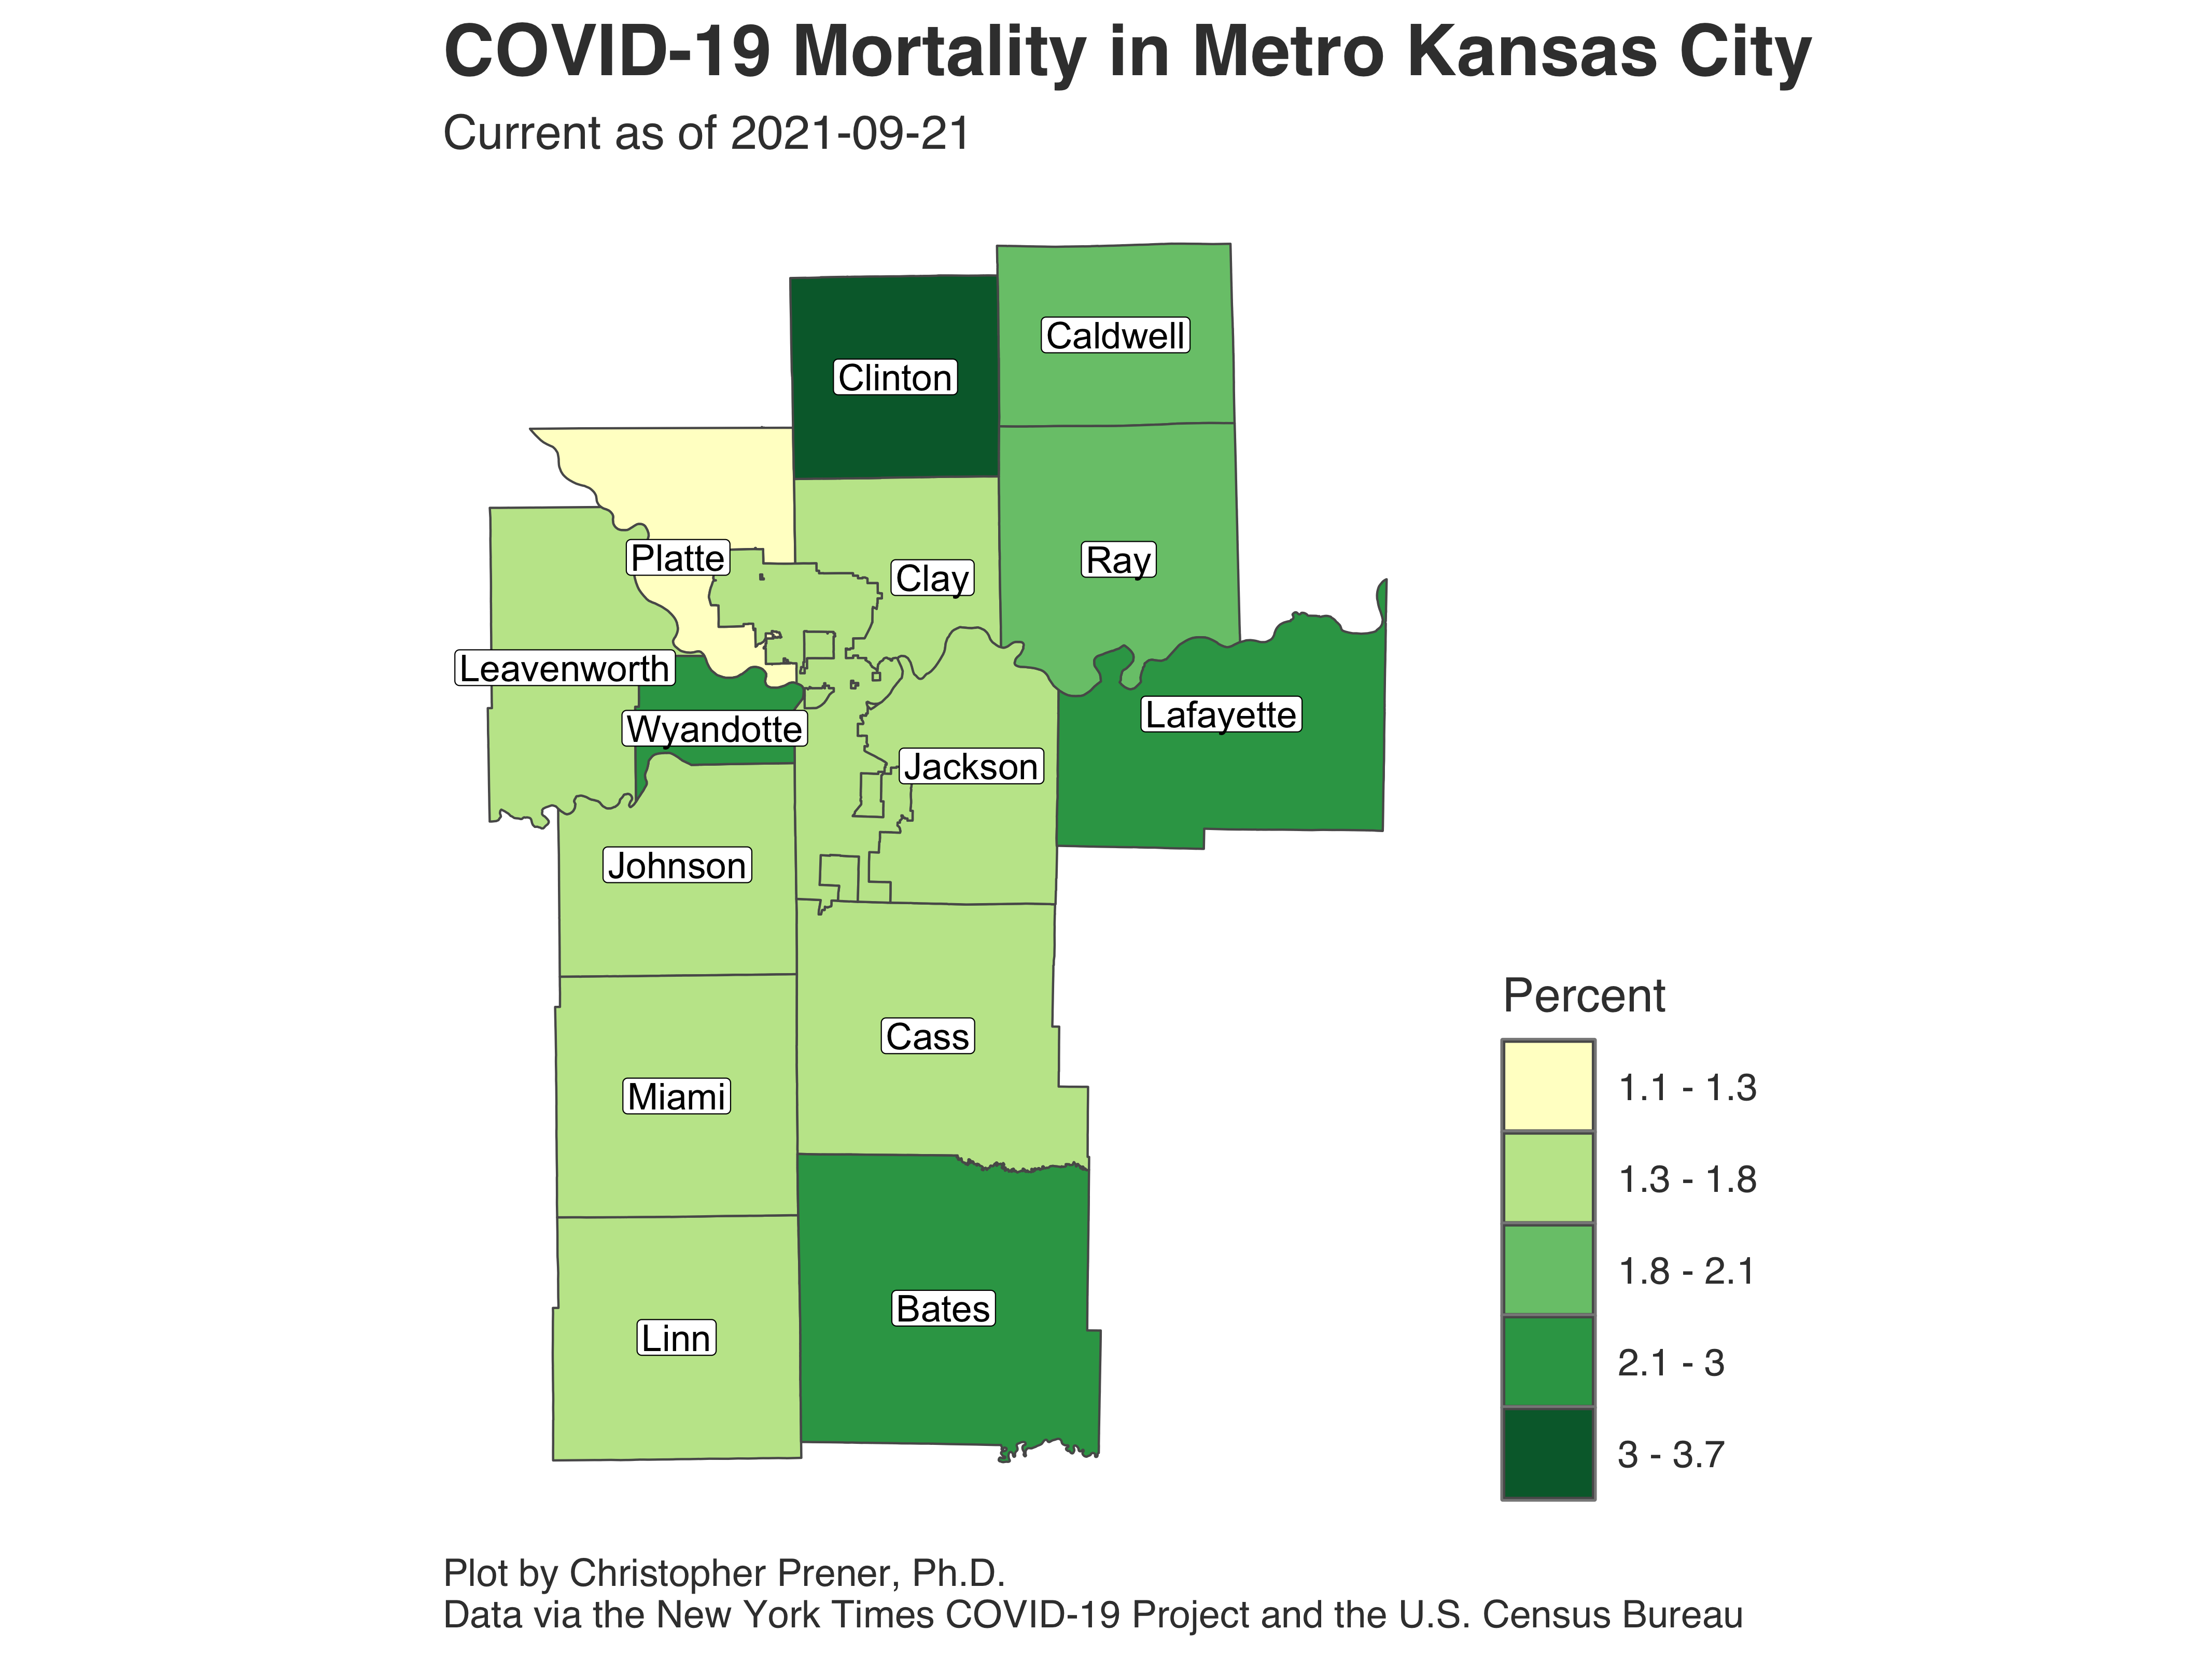 COVID-19 Mortality in Metro Kansas City
Current as of 2021-09-21
Caldwell
Clinton
Platte
Clay
Ray
Leavenworth
Wyandotte
Lafayette
Jackson
Johnson
Cass
Miami
Bates
Linn
Percent
1.1 - 1.3
1.3 - 1.8
1.8 - 2.1
2.1 - 3
3 - 3.7
Plot by Christopher Prener, Ph.D.
Data via the New York Times COVID-19 Project and the U.S. Census Bureau